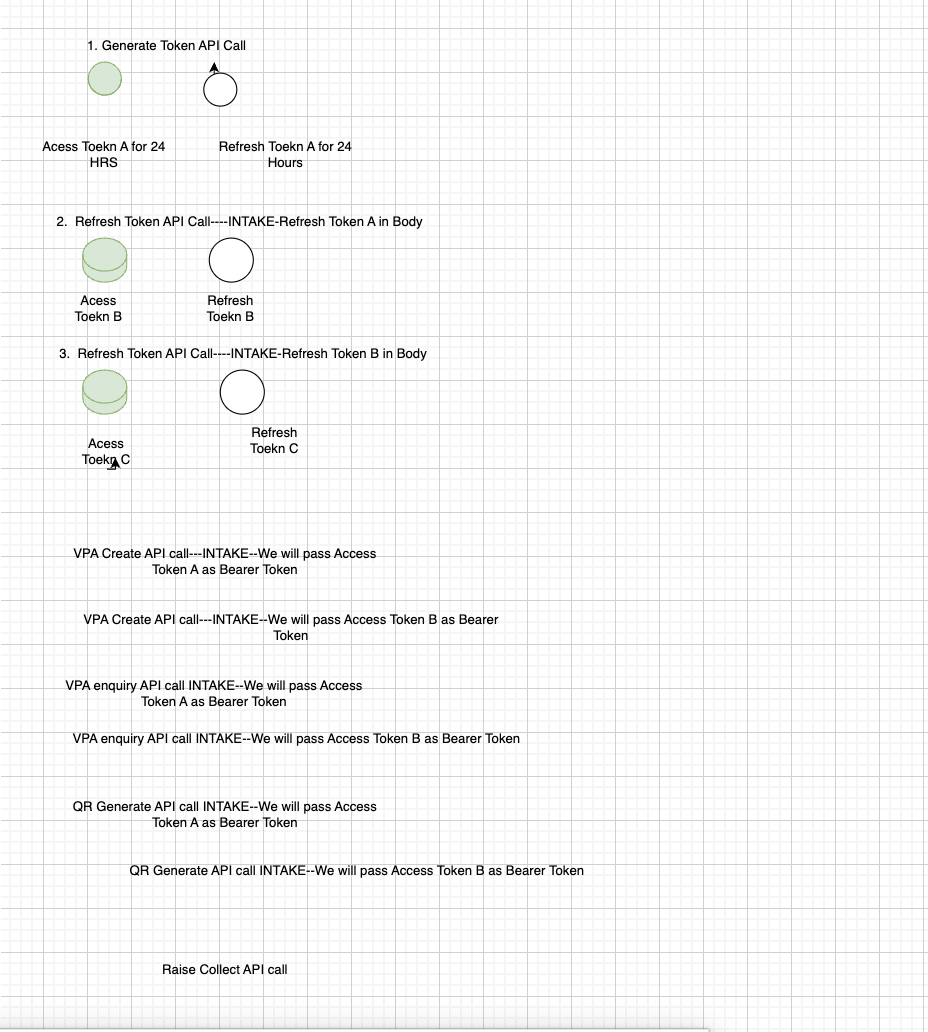 1. Generate Token API Call
Acess Toekn A for 24
HRS
Refresh Toekn A for 24
Hours
2.  Refresh Token API Call----INTAKE-Refresh Token A in Body
Acess
Toekn B
Refresh
Toekn B
3.  Refresh Token API Call----INTAKE-Refresh Token B in Body
Acess
Toekn C
Refresh
Toekn C
VPA Create API call---INTAKE--We will pass Access
Token A as Bearer Token
VPA Create API call---INTAKE--We will pass Access Token B as Bearer
Token
VPA enquiry API call INTAKE--We will pass Access
Token A as Bearer Token
VPA enquiry API call INTAKE--We will pass Access Token B as Bearer Token
QR Generate API call INTAKE--We will pass Access
Token A as Bearer Token
QR Generate API call INTAKE--We will pass Access Token B as Bearer Token
Raise Collect API call